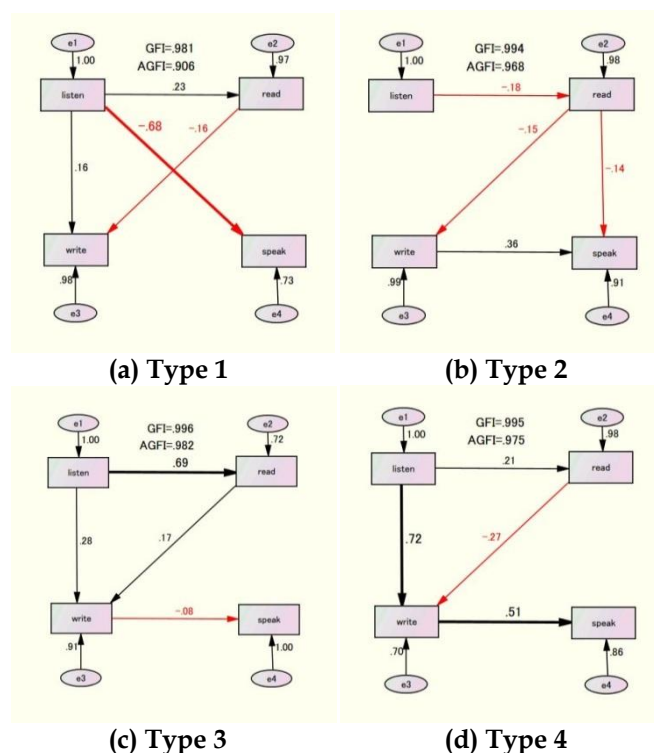 e1
GFI=.981
AGFI=.906
e2
1.00
.97
listen
.23
read
-.68
-.16
.16
write
speak
.98
.73
e3
e4
(a) Type 1
e1
GFI=.994
AGFI=.968
e2
1.00
.98
listen
-.18
read
-.15
-.14
write
.36
speak
.99
.91
e3
e4
(b) Type 2
e1
GFI=.996
AGFI=.982
e2
1.00
.72
listen
.69
read
.28
.17
write
-.08
speak
.91
1.00
e3
e4
(c) Type 3
e1
GFI=.995
AGFI=.975
e2
1.00
.98
listen
.21
read
.72
-.27
write
.51
speak
.70
.86
e3
e4
(d) Type 4